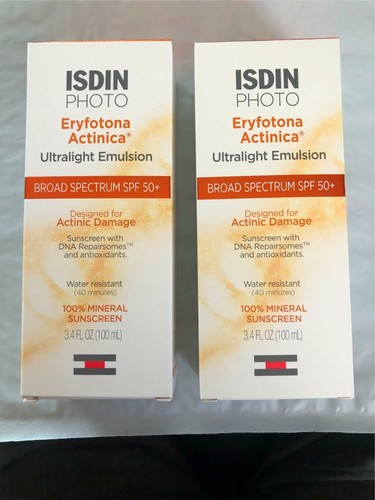 ISDIN
PHOTO
Eryfotona
Actinica®
Ultralight Emulsion
BROAD SPECTRUM SPF 50+
Designed for
Actinic Damage
Sunscreen with
DNA Repairsomes™
and antioxidants.
Water resistant
(40 minutes)
100% MINERAL
SUNSCREEN
3.4 FL OZ (100 mL)
ISDIN
PHOTO
Eryfotona
Actinica®
Ultralight Emulsion
BROAD SPECTRUM SPF 50+
Designed for
Actinic Damage
Sunscreen with
DNA Repairsomes™
and antioxidants.
Water resistant
(40 minutes)
100% MINERAL
SUNSCREEN
3.4 FL OZ (100 mL)